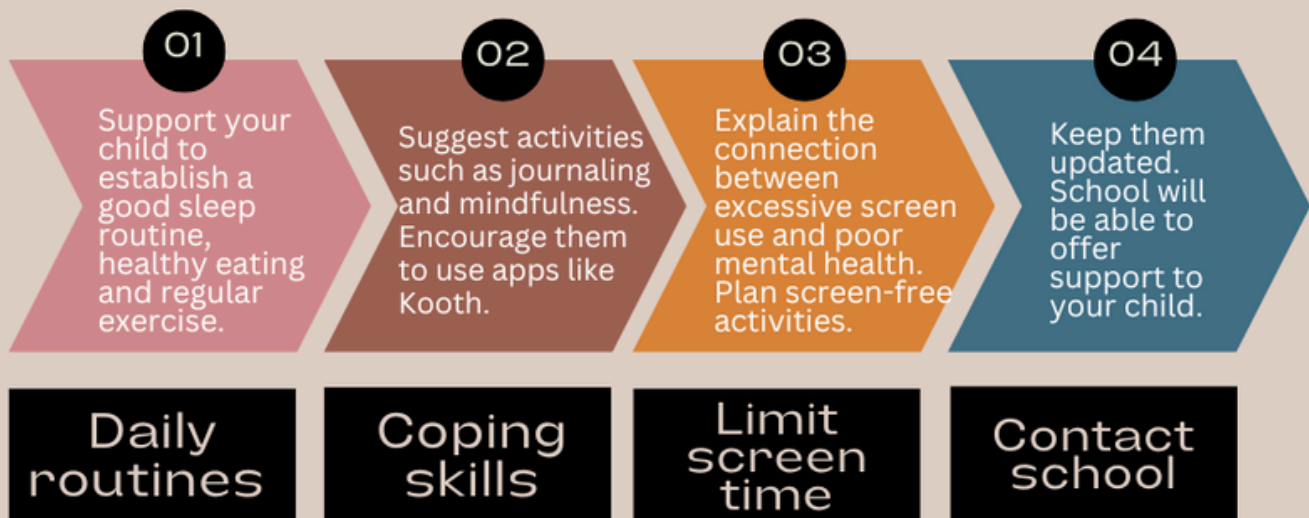 01
Support your
child to
establish a
good sleep
routine,
healthy eating
and regular
exercise.
Daily
routines
02
Suggest activities
such as journaling
and mindfulness.
Encourage them
to use apps like
Kooth.
Coping
skills
03
Explain the
connection
between
excessive screen
use and poor
mental health.
Plan screen-free
activities.
Limit
screen
time
04
Keep them
updated.
School will
be able to
offer
support to
your child.
Contact
school